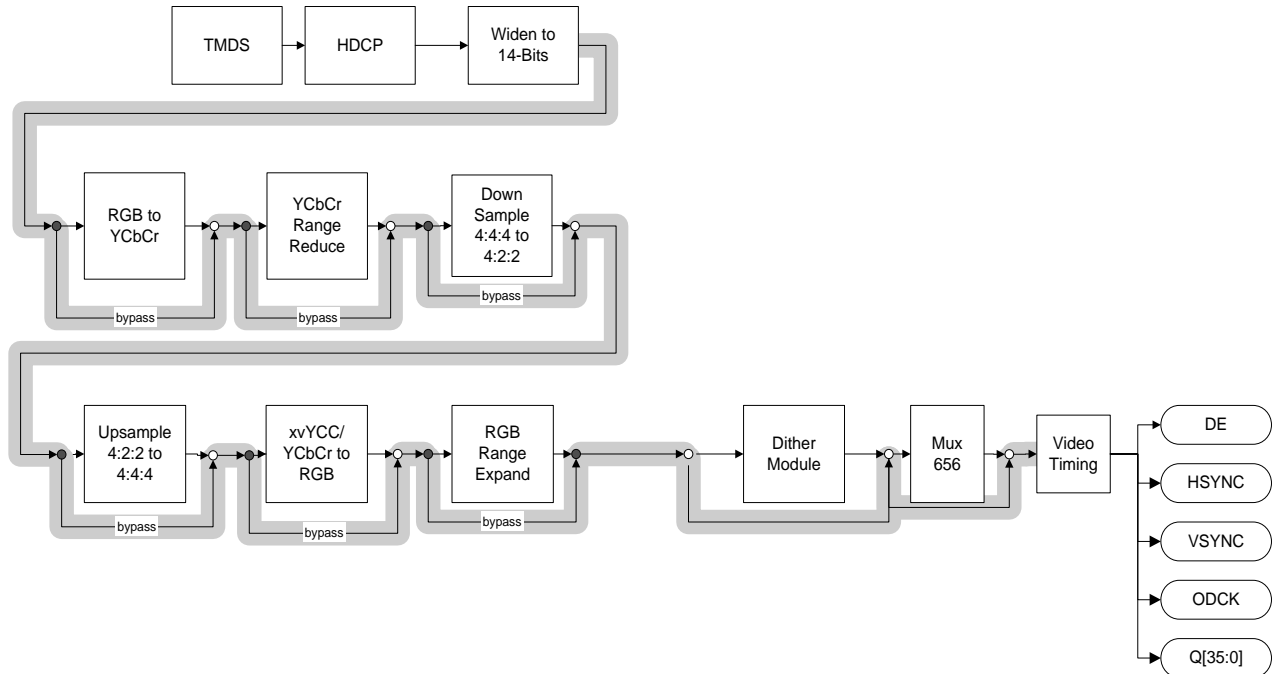 TMDS
HDCP
Widen to
14-Bits
RGB to
YCbCr
YCbCr
Range
Reduce
Down
Sample
4:4:4 to
4:2:2
bypass
bypass
bypass
Upsample
4:2:2 to
4:4:4
xvYCC/
YCbCr to
RGB
RGB
Range
Expand
Dither
Module
Mux
656
Video
Timing
bypass
bypass
bypass
DE
HSYNC
VSYNC
ODCK
Q[35:0]